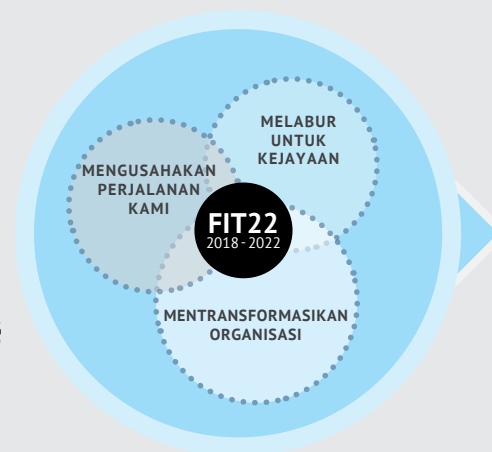 MELABUR
UNTUK
KEJAYAAN
MENGUSAHAKAN
PERJALANAN
KAMI
FIT22
2018-2022
MENTRANSFORMASIKAN
ORGANISASI